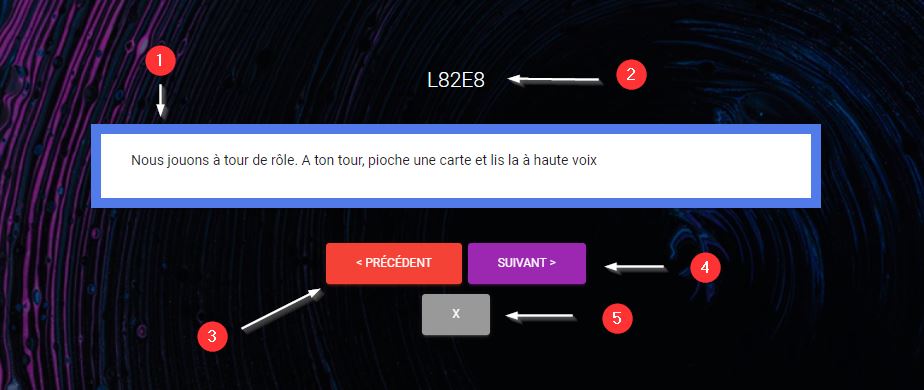 1
L82E8
2
Nous jouons à tour de rôle. A ton tour, pioche une carte et lis la à haute voix
< PRÉCÉDENT
SUIVANT >
4
X
5
3